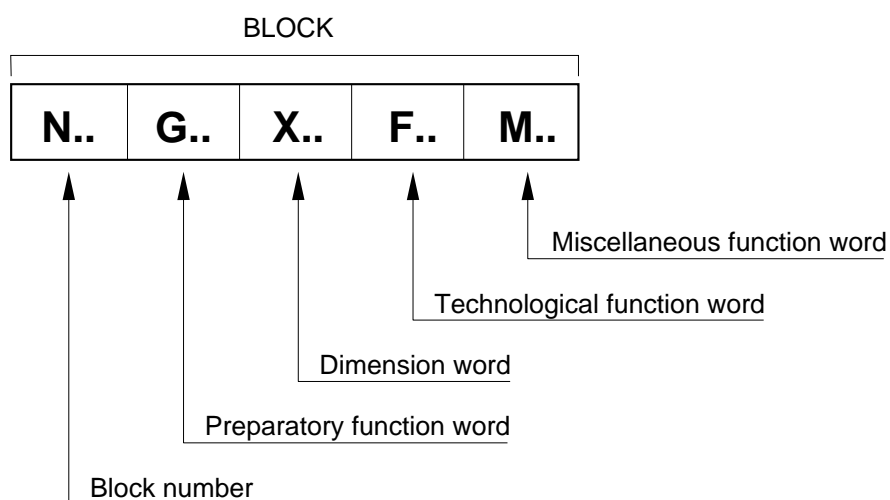 BLOCK
N.. G.. X.. F.. M..
Miscellaneous function word
Technological function word
Dimension word
Preparatory function word
Block number